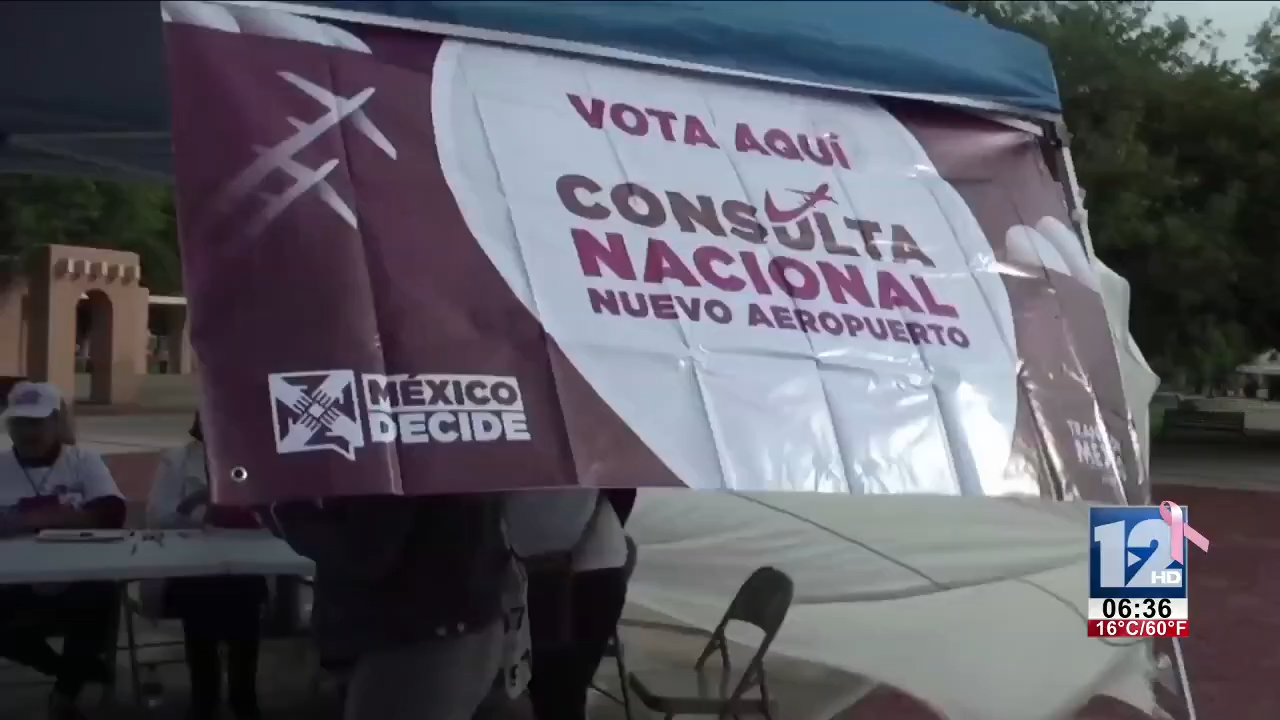 VOTA AQUÍ
CONSULTA
NACIONAL
NUEVO AEROPUERTO
MÉXICO
DECIDE
12
HD
06:36
16°C/60°F